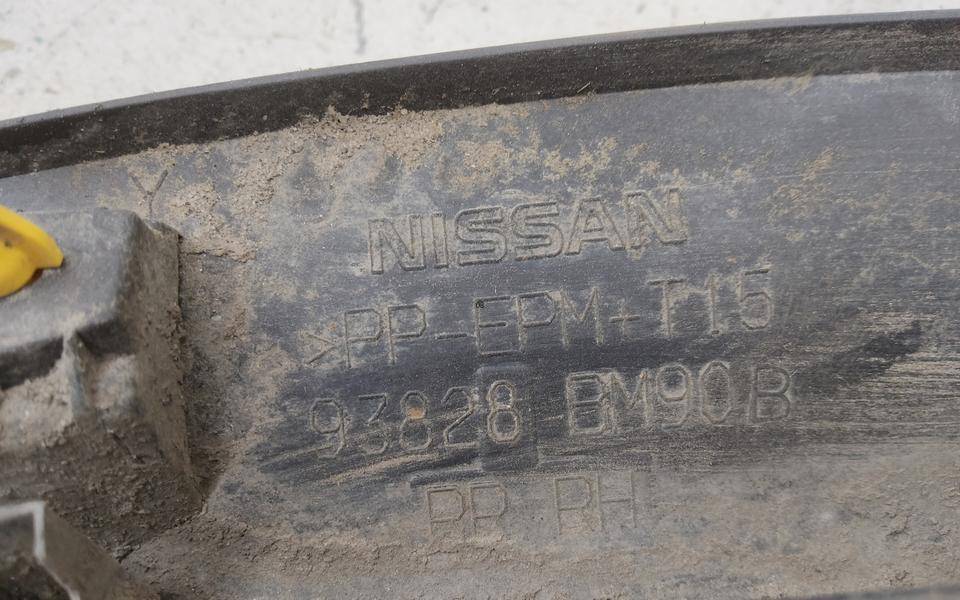 NISSAN
>PP-EPM+T15
93828 BM90B
RR RH